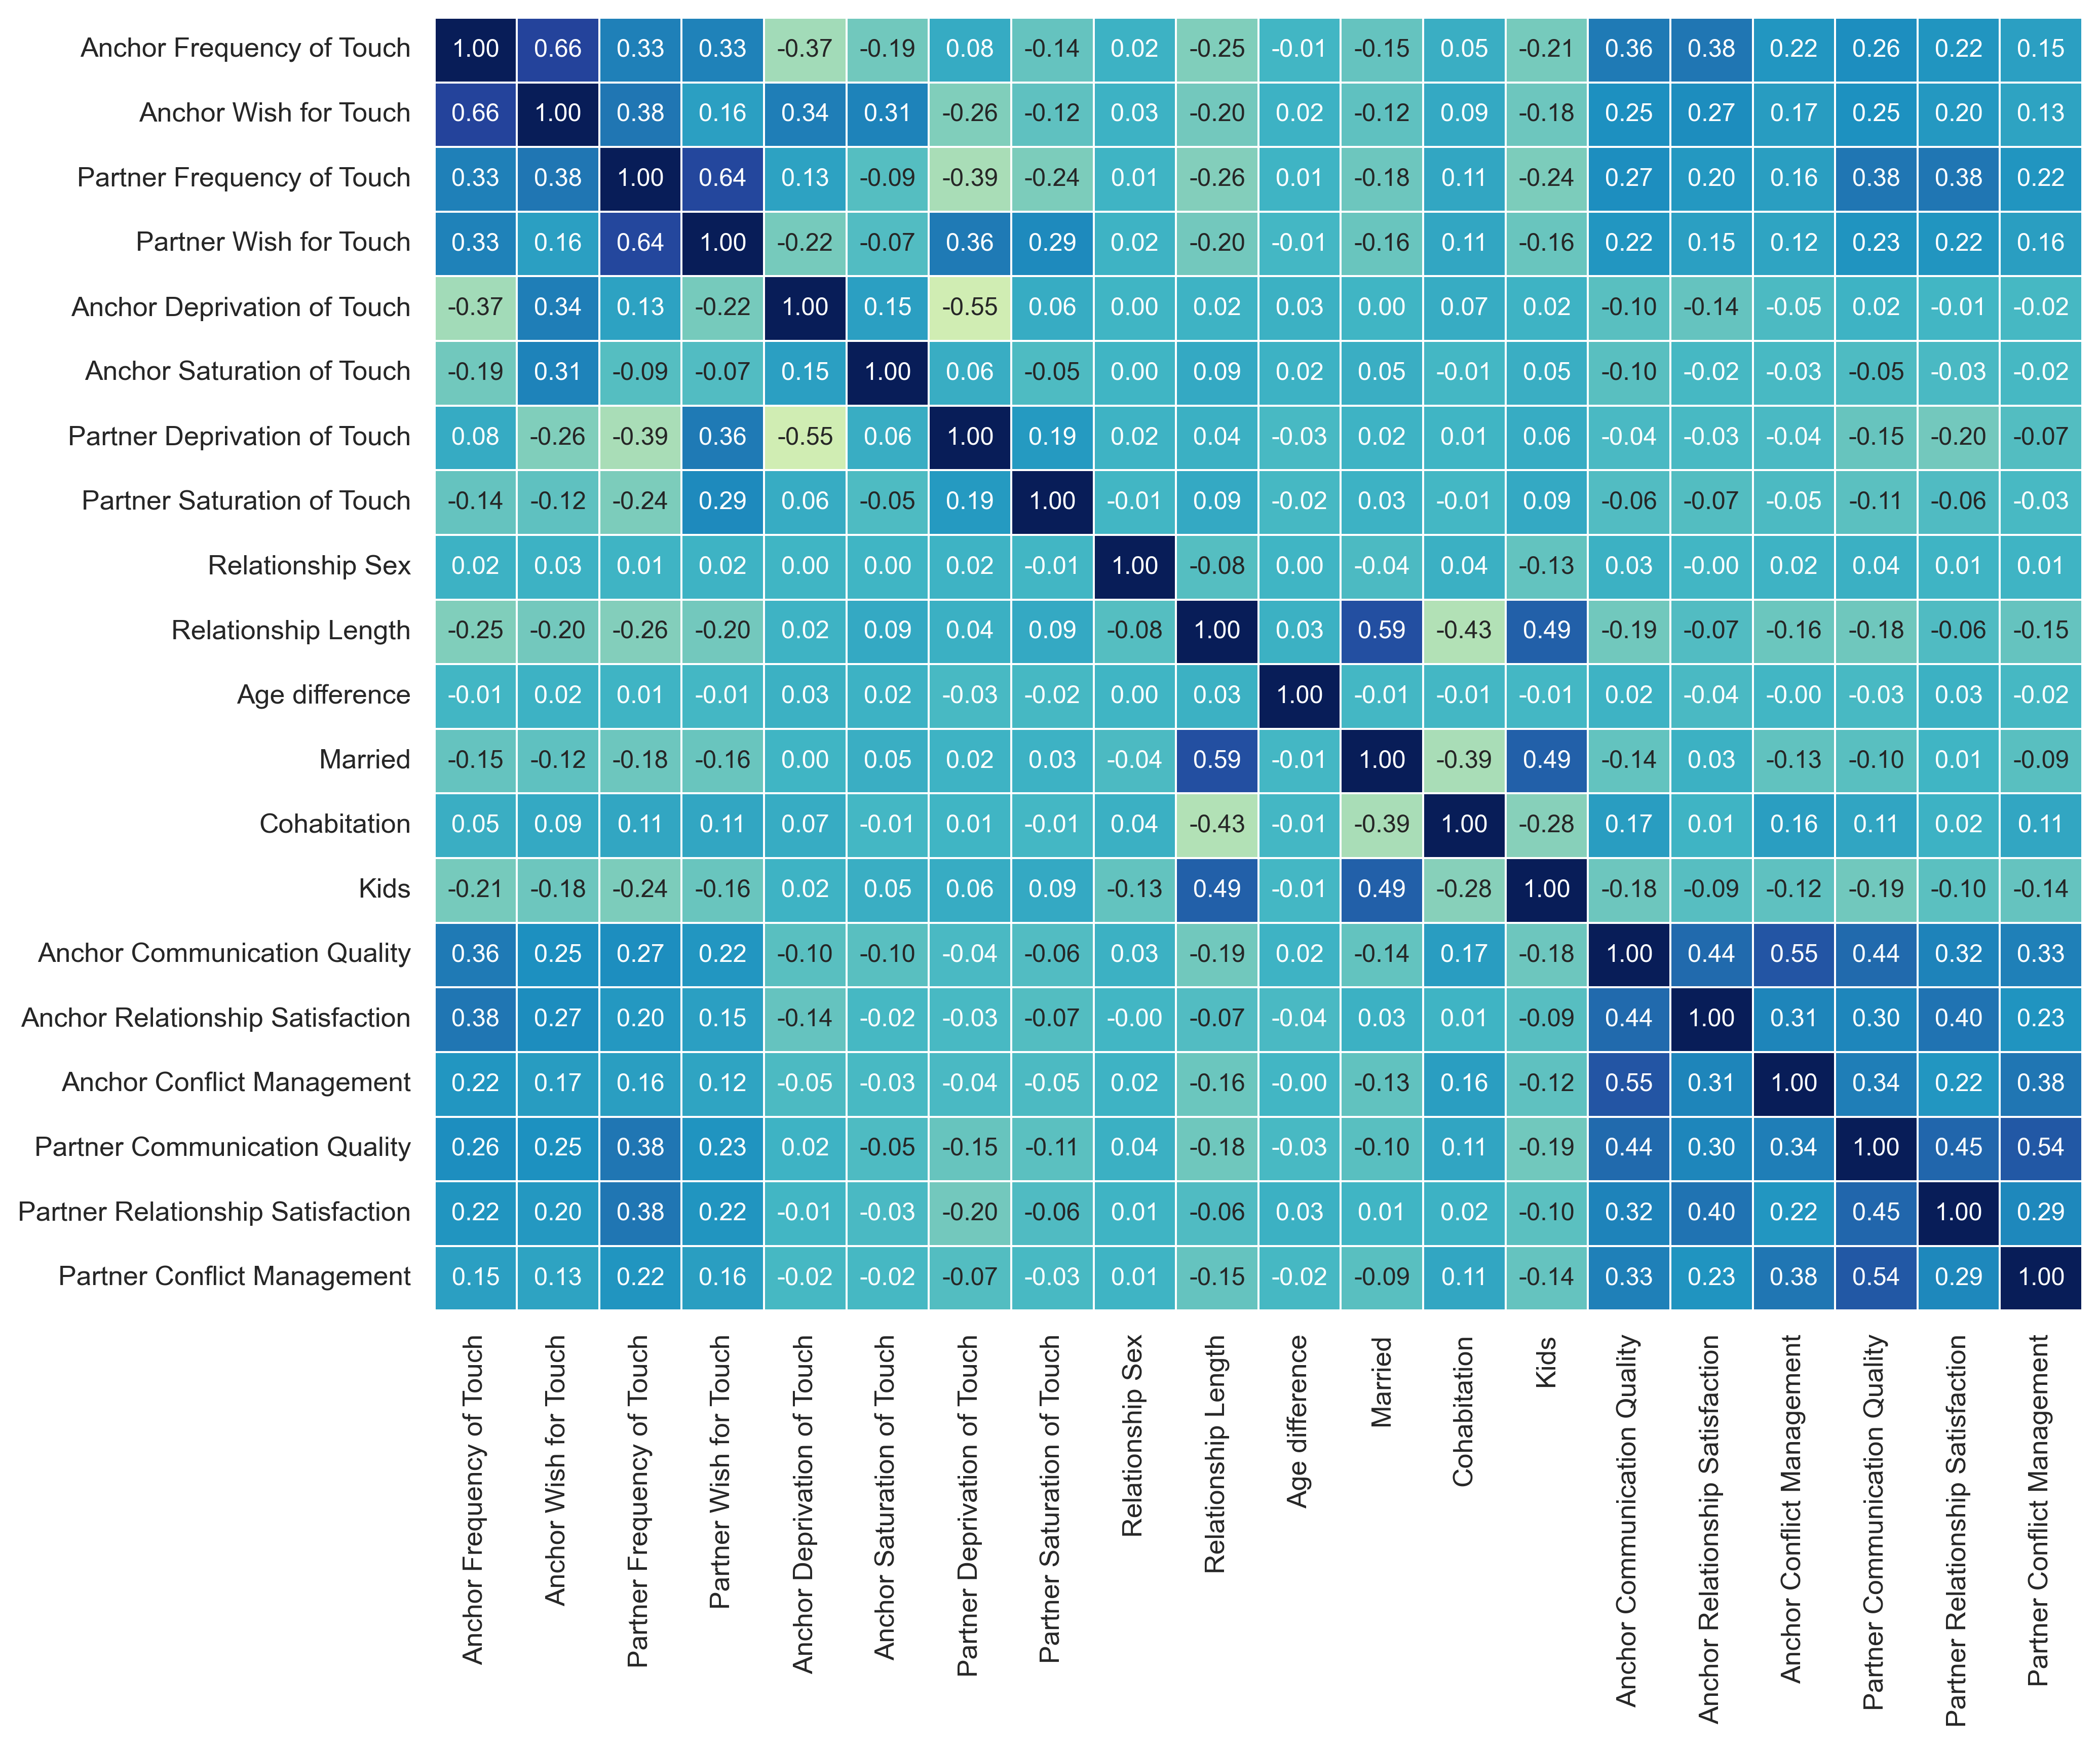 Anchor Frequency of Touch 1.00 0.66 0.33 0.33 -0.37 -0.19 0.08 -0.14 0.02 -0.25 -0.01 -0.15 0.05 -0.21 0.36 0.38 0.22 0.26 0.22 0.15
Anchor Wish for Touch 0.66 1.00 0.38 0.16 0.34 0.31 -0.26 -0.12 0.03 -0.20 0.02 -0.12 0.09 -0.18 0.25 0.27 0.17 0.25 0.20 0.13
Partner Frequency of Touch 0.33 0.38 1.00 0.64 0.13 -0.09 -0.39 -0.24 0.01 -0.26 0.01 -0.18 0.11 -0.24 0.27 0.20 0.16 0.38 0.38 0.22
Partner Wish for Touch 0.33 0.16 0.64 1.00 -0.22 -0.07 0.36 0.29 0.02 -0.20 -0.01 -0.16 0.11 -0.16 0.22 0.15 0.12 0.23 0.22 0.16
Anchor Deprivation of Touch -0.37 0.34 0.13 -0.22 1.00 0.15 -0.55 0.06 0.00 0.02 0.03 0.00 0.07 0.02 -0.10 -0.14 -0.05 0.02 -0.01 -0.02
Anchor Saturation of Touch -0.19 0.31 -0.09 -0.07 0.15 1.00 0.06 -0.05 0.00 0.09 0.02 0.05 -0.01 0.05 -0.10 -0.02 -0.03 -0.05 -0.03 -0.02
Partner Deprivation of Touch 0.08 -0.26 -0.39 0.36 -0.55 0.06 1.00 0.19 0.02 0.04 -0.03 0.02 0.01 0.06 -0.04 -0.03 -0.04 -0.15 -0.20 -0.07
Partner Saturation of Touch -0.14 -0.12 -0.24 0.29 0.06 -0.05 0.19 1.00 -0.01 0.09 -0.02 0.03 -0.01 0.09 -0.06 -0.07 -0.05 -0.11 -0.06 -0.03
Relationship Sex 0.02 0.03 0.01 0.02 0.00 0.00 0.02 -0.01 1.00 -0.08 0.00 -0.04 0.04 -0.13 0.03 -0.00 0.02 0.04 0.01 0.01
Relationship Length -0.25 -0.20 -0.26 -0.20 0.02 0.09 0.04 0.09 -0.08 1.00 0.03 0.59 -0.43 0.49 -0.19 -0.07 -0.16 -0.18 -0.06 -0.15
Age difference -0.01 0.02 0.01 -0.01 0.03 0.02 -0.03 -0.02 0.00 0.03 1.00 -0.01 -0.01 -0.01 0.02 -0.04 -0.00 -0.03 0.03 -0.02
Married -0.15 -0.12 -0.18 -0.16 0.00 0.05 0.02 0.03 -0.04 0.59 -0.01 1.00 -0.39 0.49 -0.14 0.03 -0.13 -0.10 0.01 -0.09
Cohabitation 0.05 0.09 0.11 0.11 0.07 -0.01 0.01 -0.01 0.04 -0.43 -0.01 -0.39 1.00 -0.28 0.17 0.01 0.16 0.11 0.02 0.11
Kids -0.21 -0.18 -0.24 -0.16 0.02 0.05 0.06 0.09 -0.13 0.49 -0.01 0.49 -0.28 1.00 -0.18 -0.09 -0.12 -0.19 -0.10 -0.14
Anchor Communication Quality 0.36 0.25 0.27 0.22 -0.10 -0.10 -0.04 -0.06 0.03 -0.19 0.02 -0.14 0.17 -0.18 1.00 0.44 0.55 0.44 0.32 0.33
Anchor Relationship Satisfaction 0.38 0.27 0.20 0.15 -0.14 -0.02 -0.03 -0.07 -0.00 -0.07 -0.04 0.03 0.01 -0.09 0.44 1.00 0.31 0.30 0.40 0.23
Anchor Conflict Management 0.22 0.17 0.16 0.12 -0.05 -0.03 -0.04 -0.05 0.02 -0.16 -0.00 -0.13 0.16 -0.12 0.55 0.31 1.00 0.34 0.22 0.38
Partner Communication Quality 0.26 0.25 0.38 0.23 0.02 -0.05 -0.15 -0.11 0.04 -0.18 -0.03 -0.10 0.11 -0.19 0.44 0.30 0.34 1.00 0.45 0.54
Partner Relationship Satisfaction 0.22 0.20 0.38 0.22 -0.01 -0.03 -0.20 -0.06 0.01 -0.06 0.03 0.01 0.02 -0.10 0.32 0.40 0.22 0.45 1.00 0.29
Partner Conflict Management 0.15 0.13 0.22 0.16 -0.02 -0.02 -0.07 -0.03 0.01 -0.15 -0.02 -0.09 0.11 -0.14 0.33 0.23 0.38 0.54 0.29 1.00
Anchor Frequency of Touch
Anchor Wish for Touch
Partner Frequency of Touch
Partner Wish for Touch
Anchor Deprivation of Touch
Anchor Saturation of Touch
Partner Deprivation of Touch
Partner Saturation of Touch
Relationship Sex
Relationship Length
Age difference
Married
Cohabitation
Kids
Anchor Communication Quality
Anchor Relationship Satisfaction
Anchor Conflict Management
Partner Communication Quality
Partner Relationship Satisfaction
Partner Conflict Management